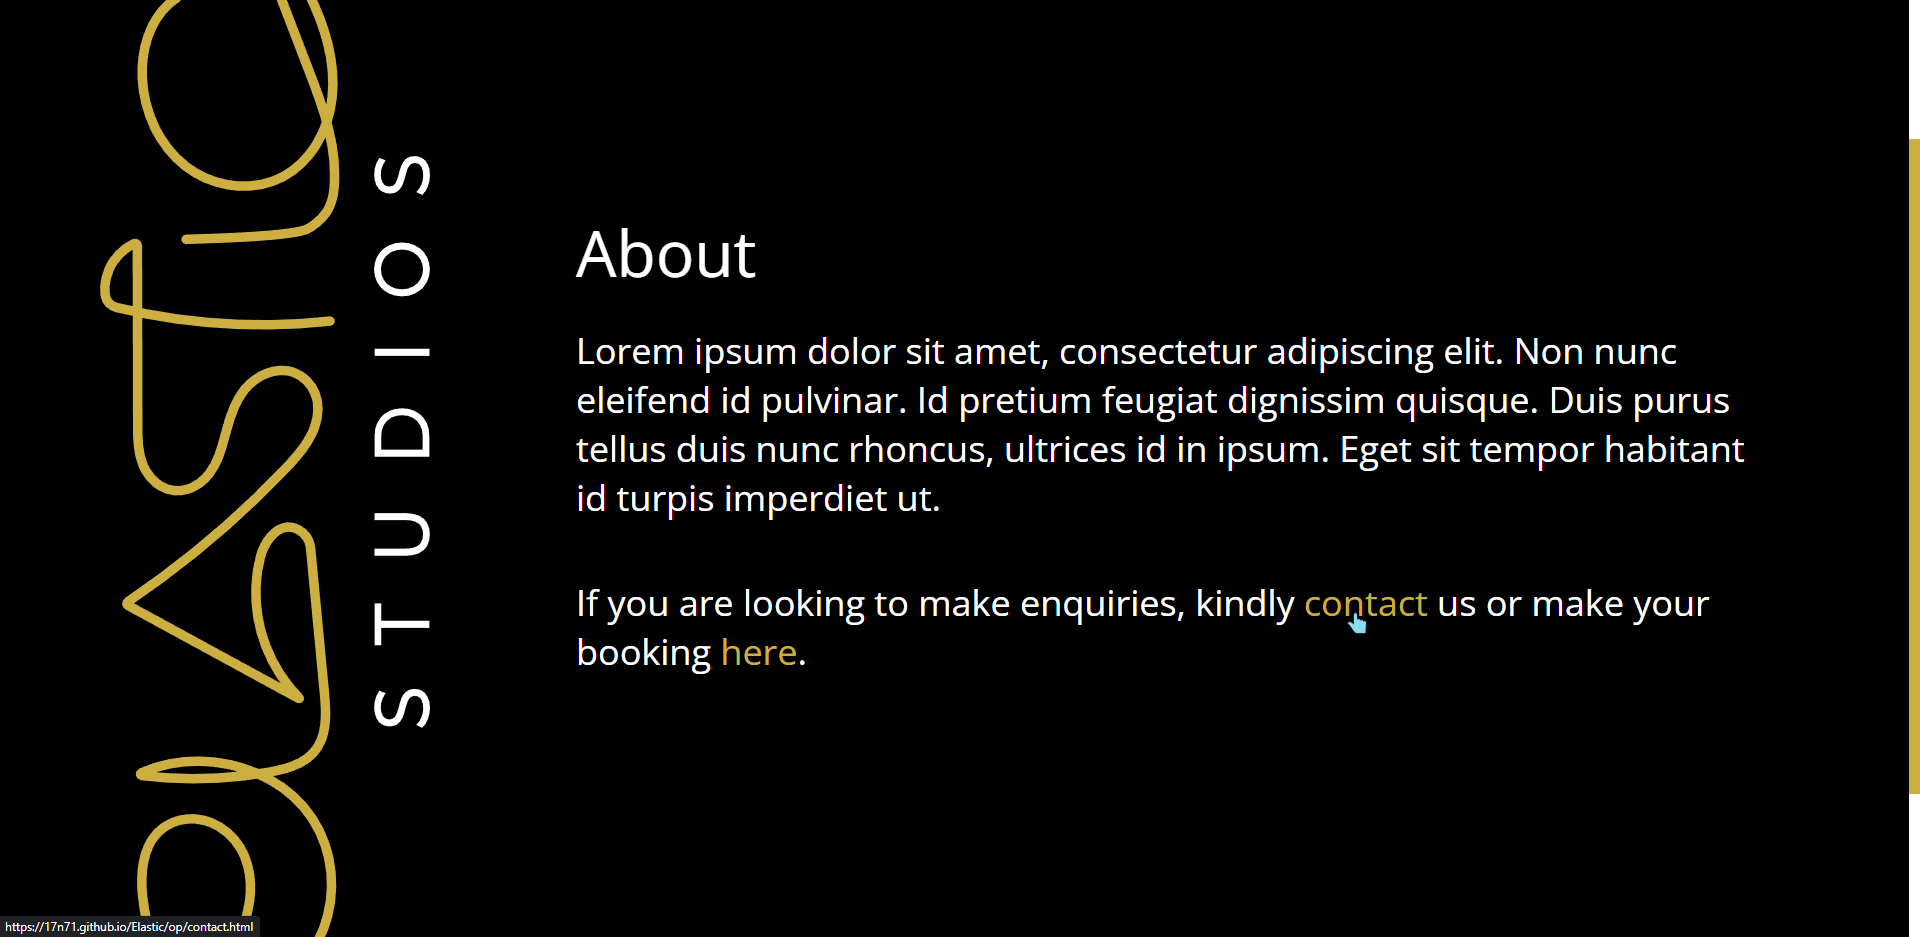 STUDIOS
About
Lorem ipsum dolor sit amet, consectetur adipiscing elit. Non nunc
eleifend id pulvinar. Id pretium feugiat dignissim quisque. Duis purus
tellus duis nunc rhoncus, ultrices id in ipsum. Eget sit tempor habitant
id turpis imperdiet ut.
If you are looking to make enquiries, kindly contact us or make your
booking here.
https://17n71.github.io/Elastic/op/contact.html